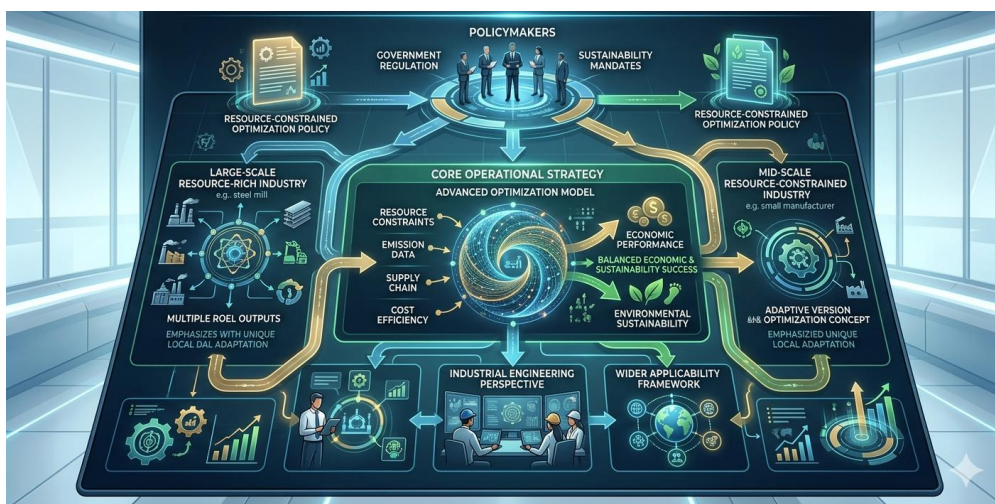 POLICYMAKERS
GOVERNMENT
REGULATION
SUSTAINABILITY
MANDATES
RESOURCE-CONSTRAINED
OPTIMIZATION POLICY
RESOURCE-CONSTRAINED
OPTIMIZATION POLICY
LARGE-SCALE
RESOURCE-RICH INDUSTRY
e.g.. steel mill
MULTIPLE ROEL OUTPUTS
EMPHASIZES WITH UNIQUE
LOCAL DAL ADAPTATION
CORE OPERATIONAL STRATEGY
ADVANCED OPTIMIZATION MODEL
RESOURCE
CONSTRAINTS
EMISSION
DATA
SUPPLY
CHAIN
COST
EFFICIENCY
ECONOMIC
PERFORMANCE
BALANCED ECONOMIC &
SUSTAINABILITY SUCCESS
ENVIRONMENTAL
SUSTAINABILITY
MID-SCALE
RESOURCE-CONSTRAINED
INDUSTRY
e.g. small manufacturer
ADAPTIVE VERSION
OPTIMIZATION CONCEPT
EMPHASIZIED UNIQUE
LOCAL ADAPTATION
INDUSTRIAL ENGINEERING
PERSPECTIVE
WIDER APPLICABILITY
FRAMEWORK